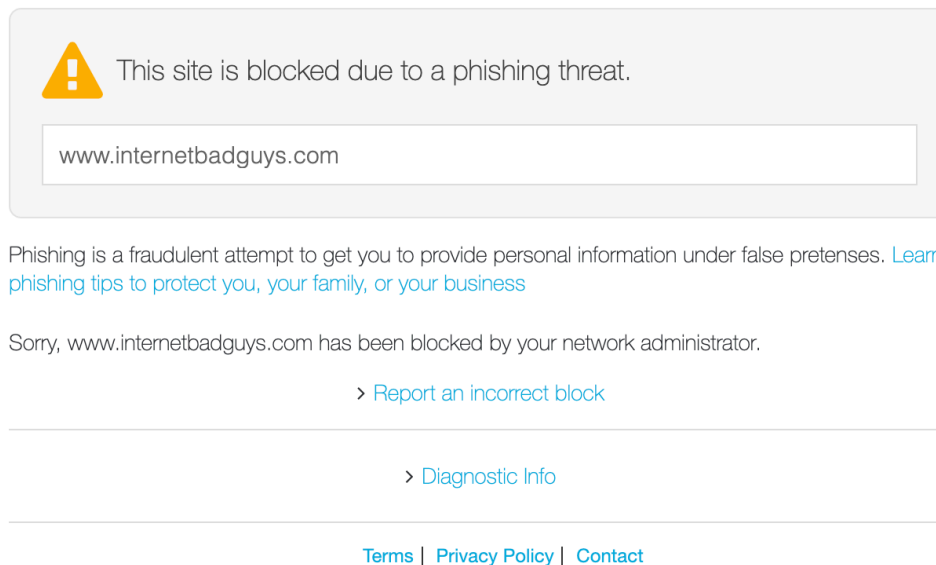 This site is blocked due to a phishing threat.
www.internetbadguys.com
Phishing is a fraudulent attempt to get you to provide personal information under false pretenses. Learn
phishing tips to protect you, your family, or your business
Sorry, www.internetbadguys.com has been blocked by your network administrator.
> Report an incorrect block
> Diagnostic Info
Terms | Privacy Policy | Contact